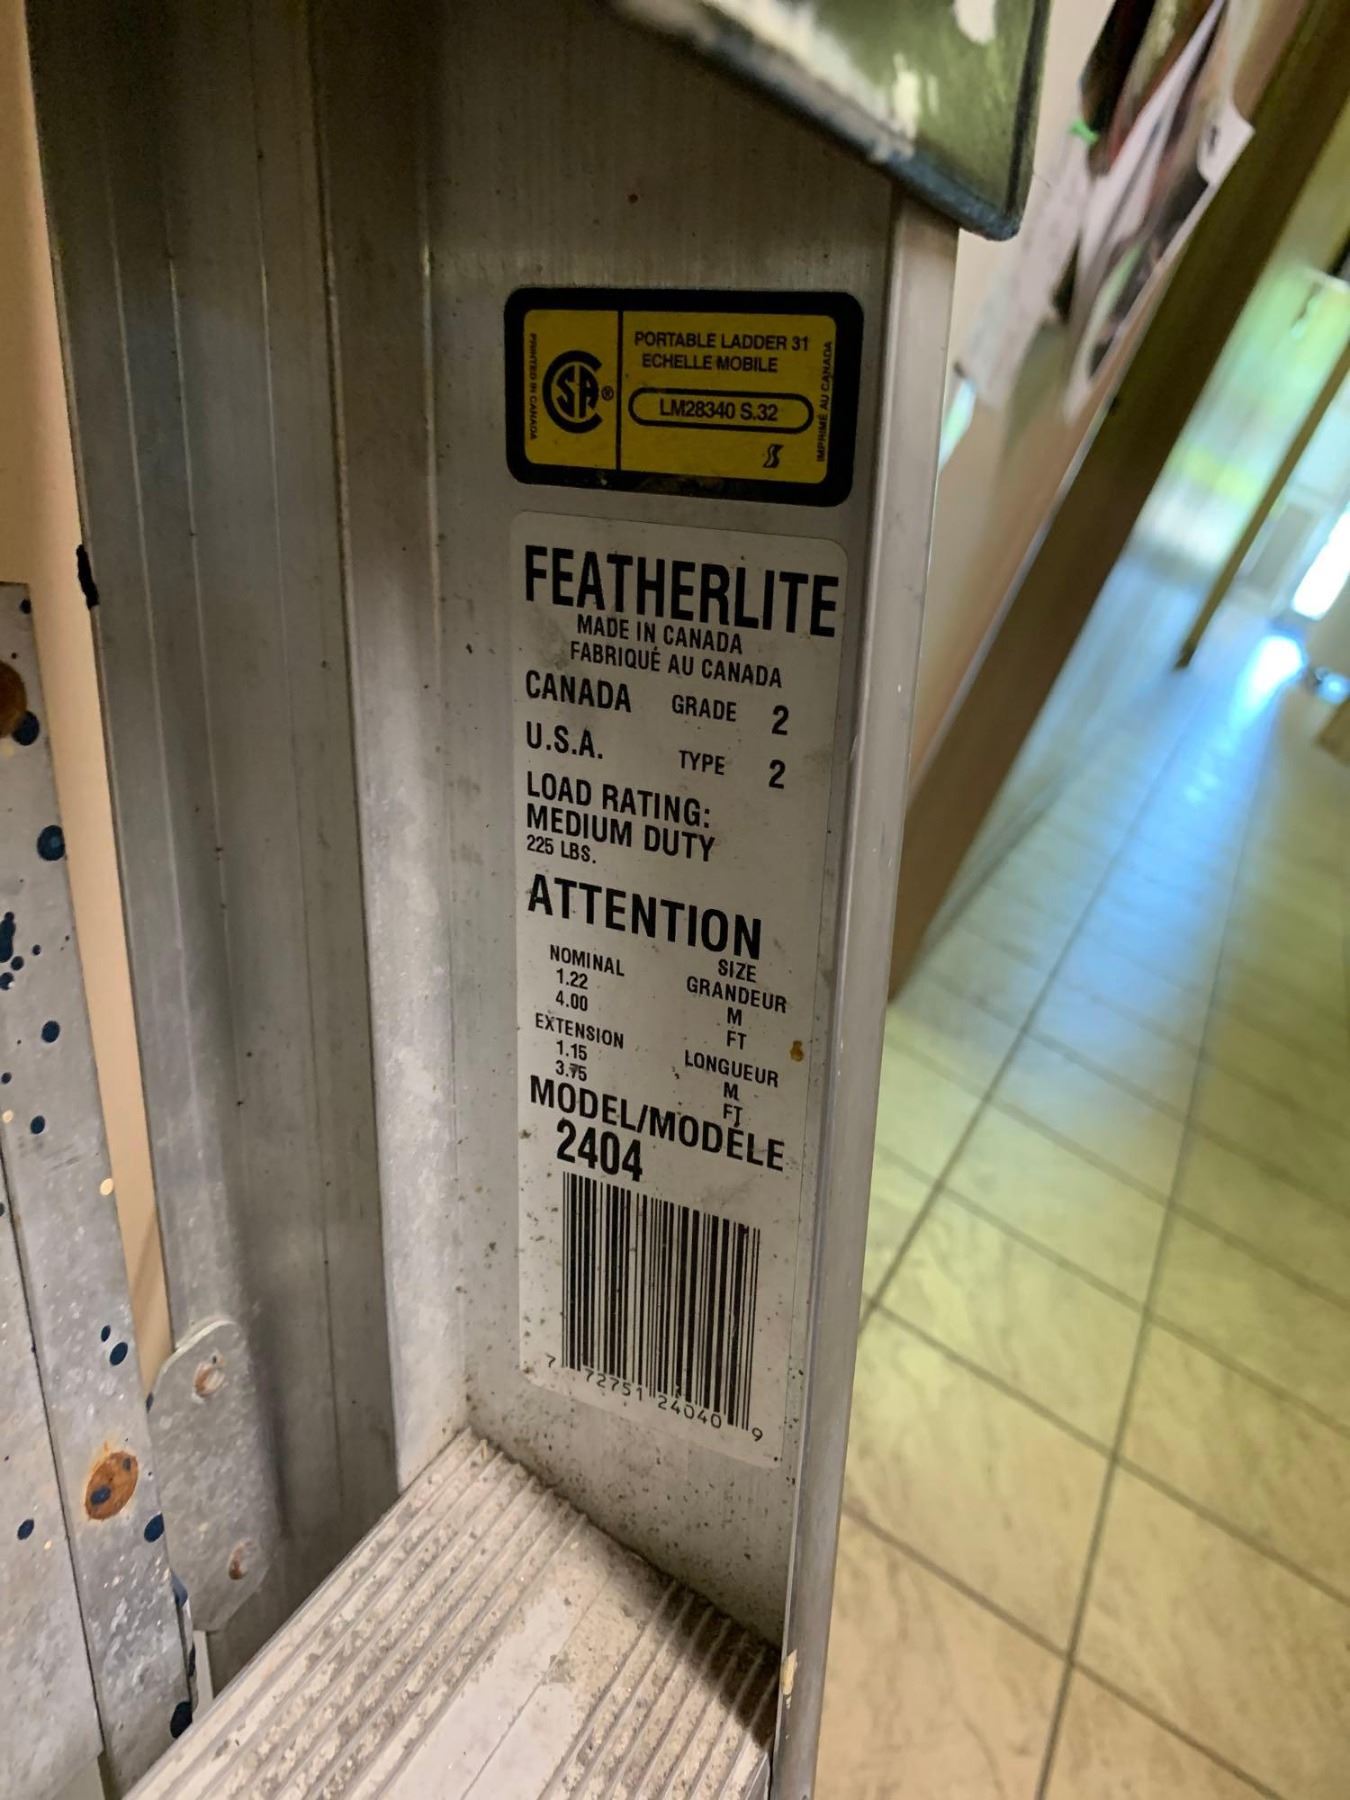 PRINTED IN CANADA
CSA®
PORTABLE LADDER 31
ECHELLE MOBILE
LM28340 S.32
IMPRIMÉ AU CANADA
FEATHERLITE
MADE IN CANADA
FABRIQUÉ AU CANADA
CANADA GRADE 2
U.S.A. TYPE 2
LOAD RATING:
MEDIUM DUTY
225 LBS.
ATTENTION
NOMINAL SIZE
GRANDEUR
1.22 M
4.00 FT
EXTENSION LONGUEUR
1.15 M
3.75 FT
MODEL/MODÉLE
2404
7 72751 24040 9